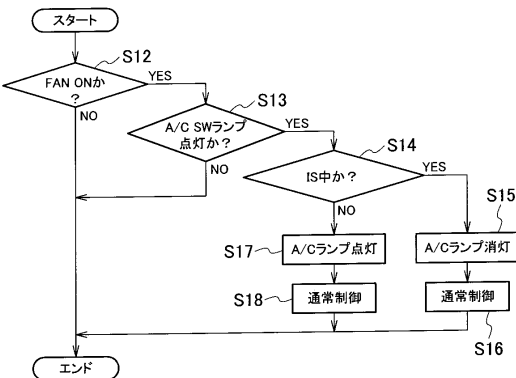 スタート
S12
FAN ONか
?
YES
NO
S13
A/C SWランプ
点灯か?
YES
NO
S14
IS中か?
YES
NO
S15
A/Cランプ消灯
S17
A/Cランプ点灯
S18
通常制御
通常制御
S16
エンド